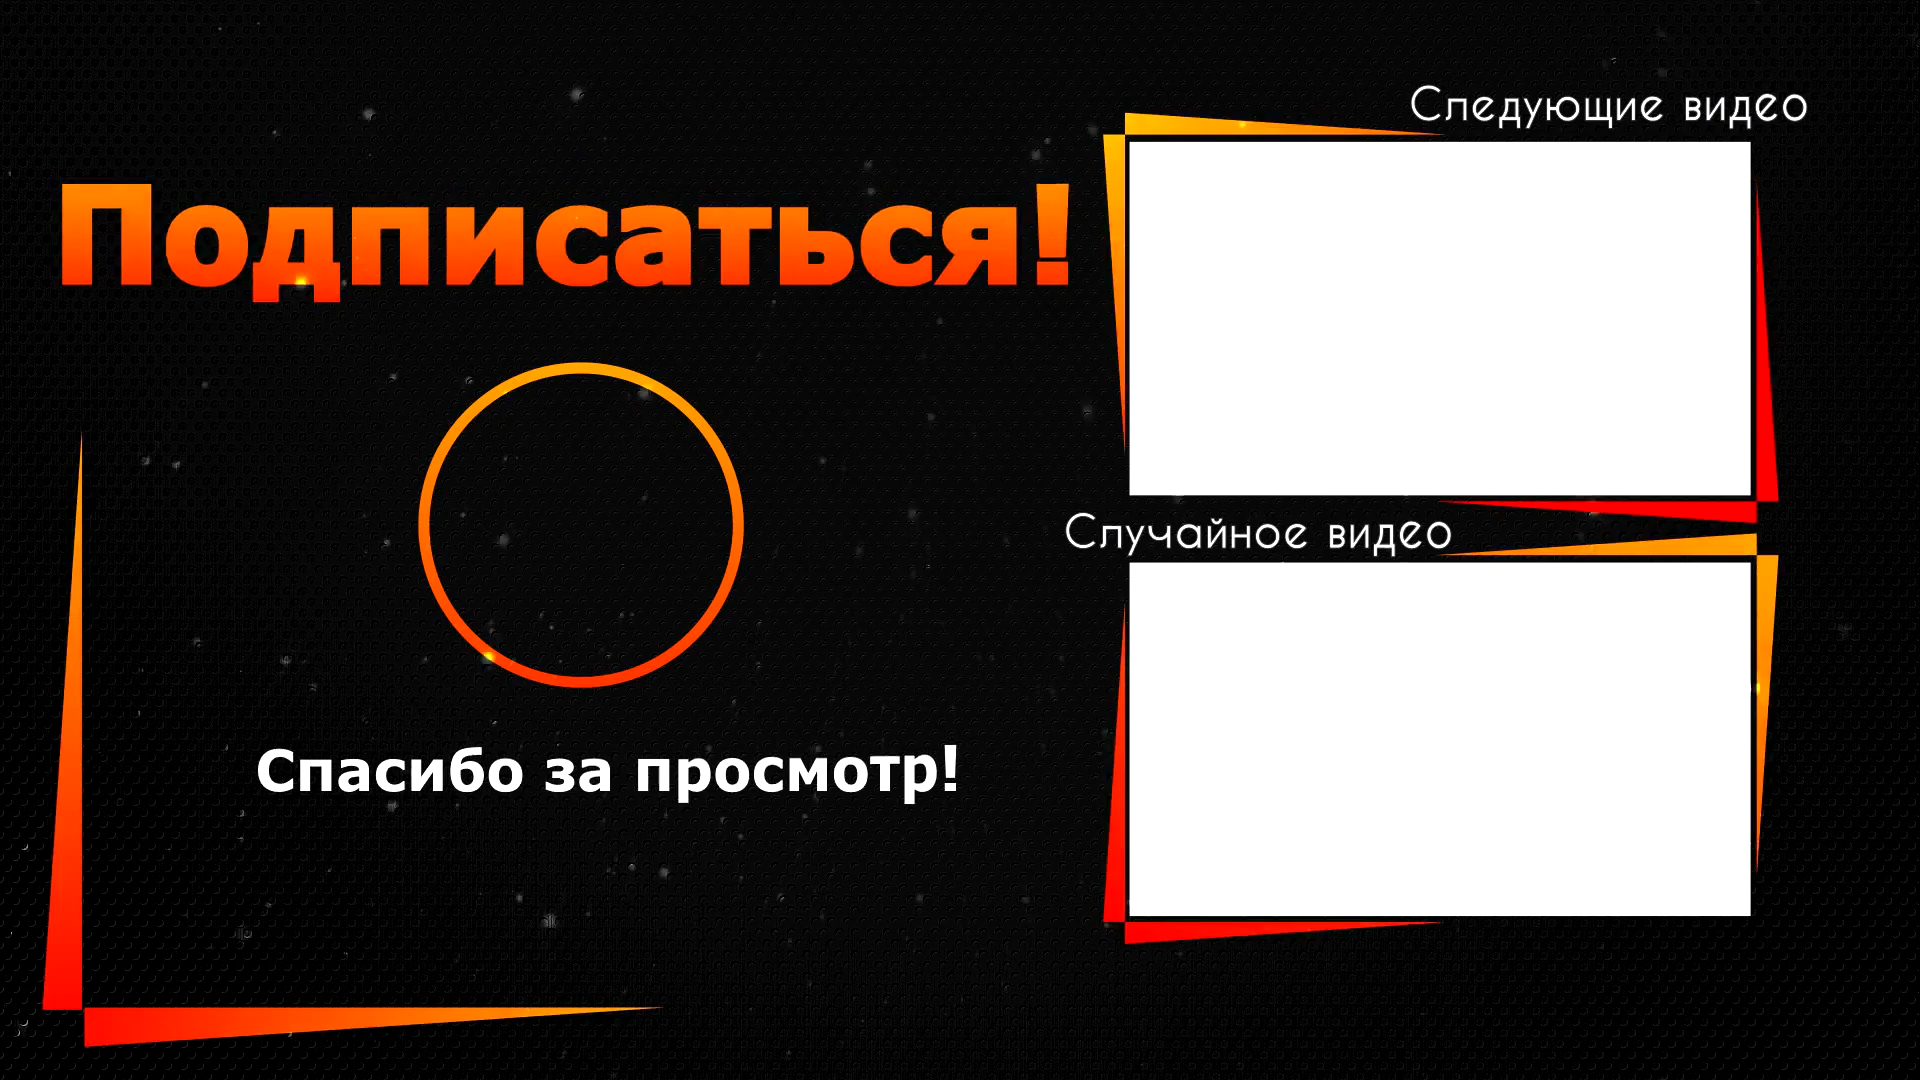 Следующие видео
Подписаться!
Случайное видео
Спасибо за просмотр!